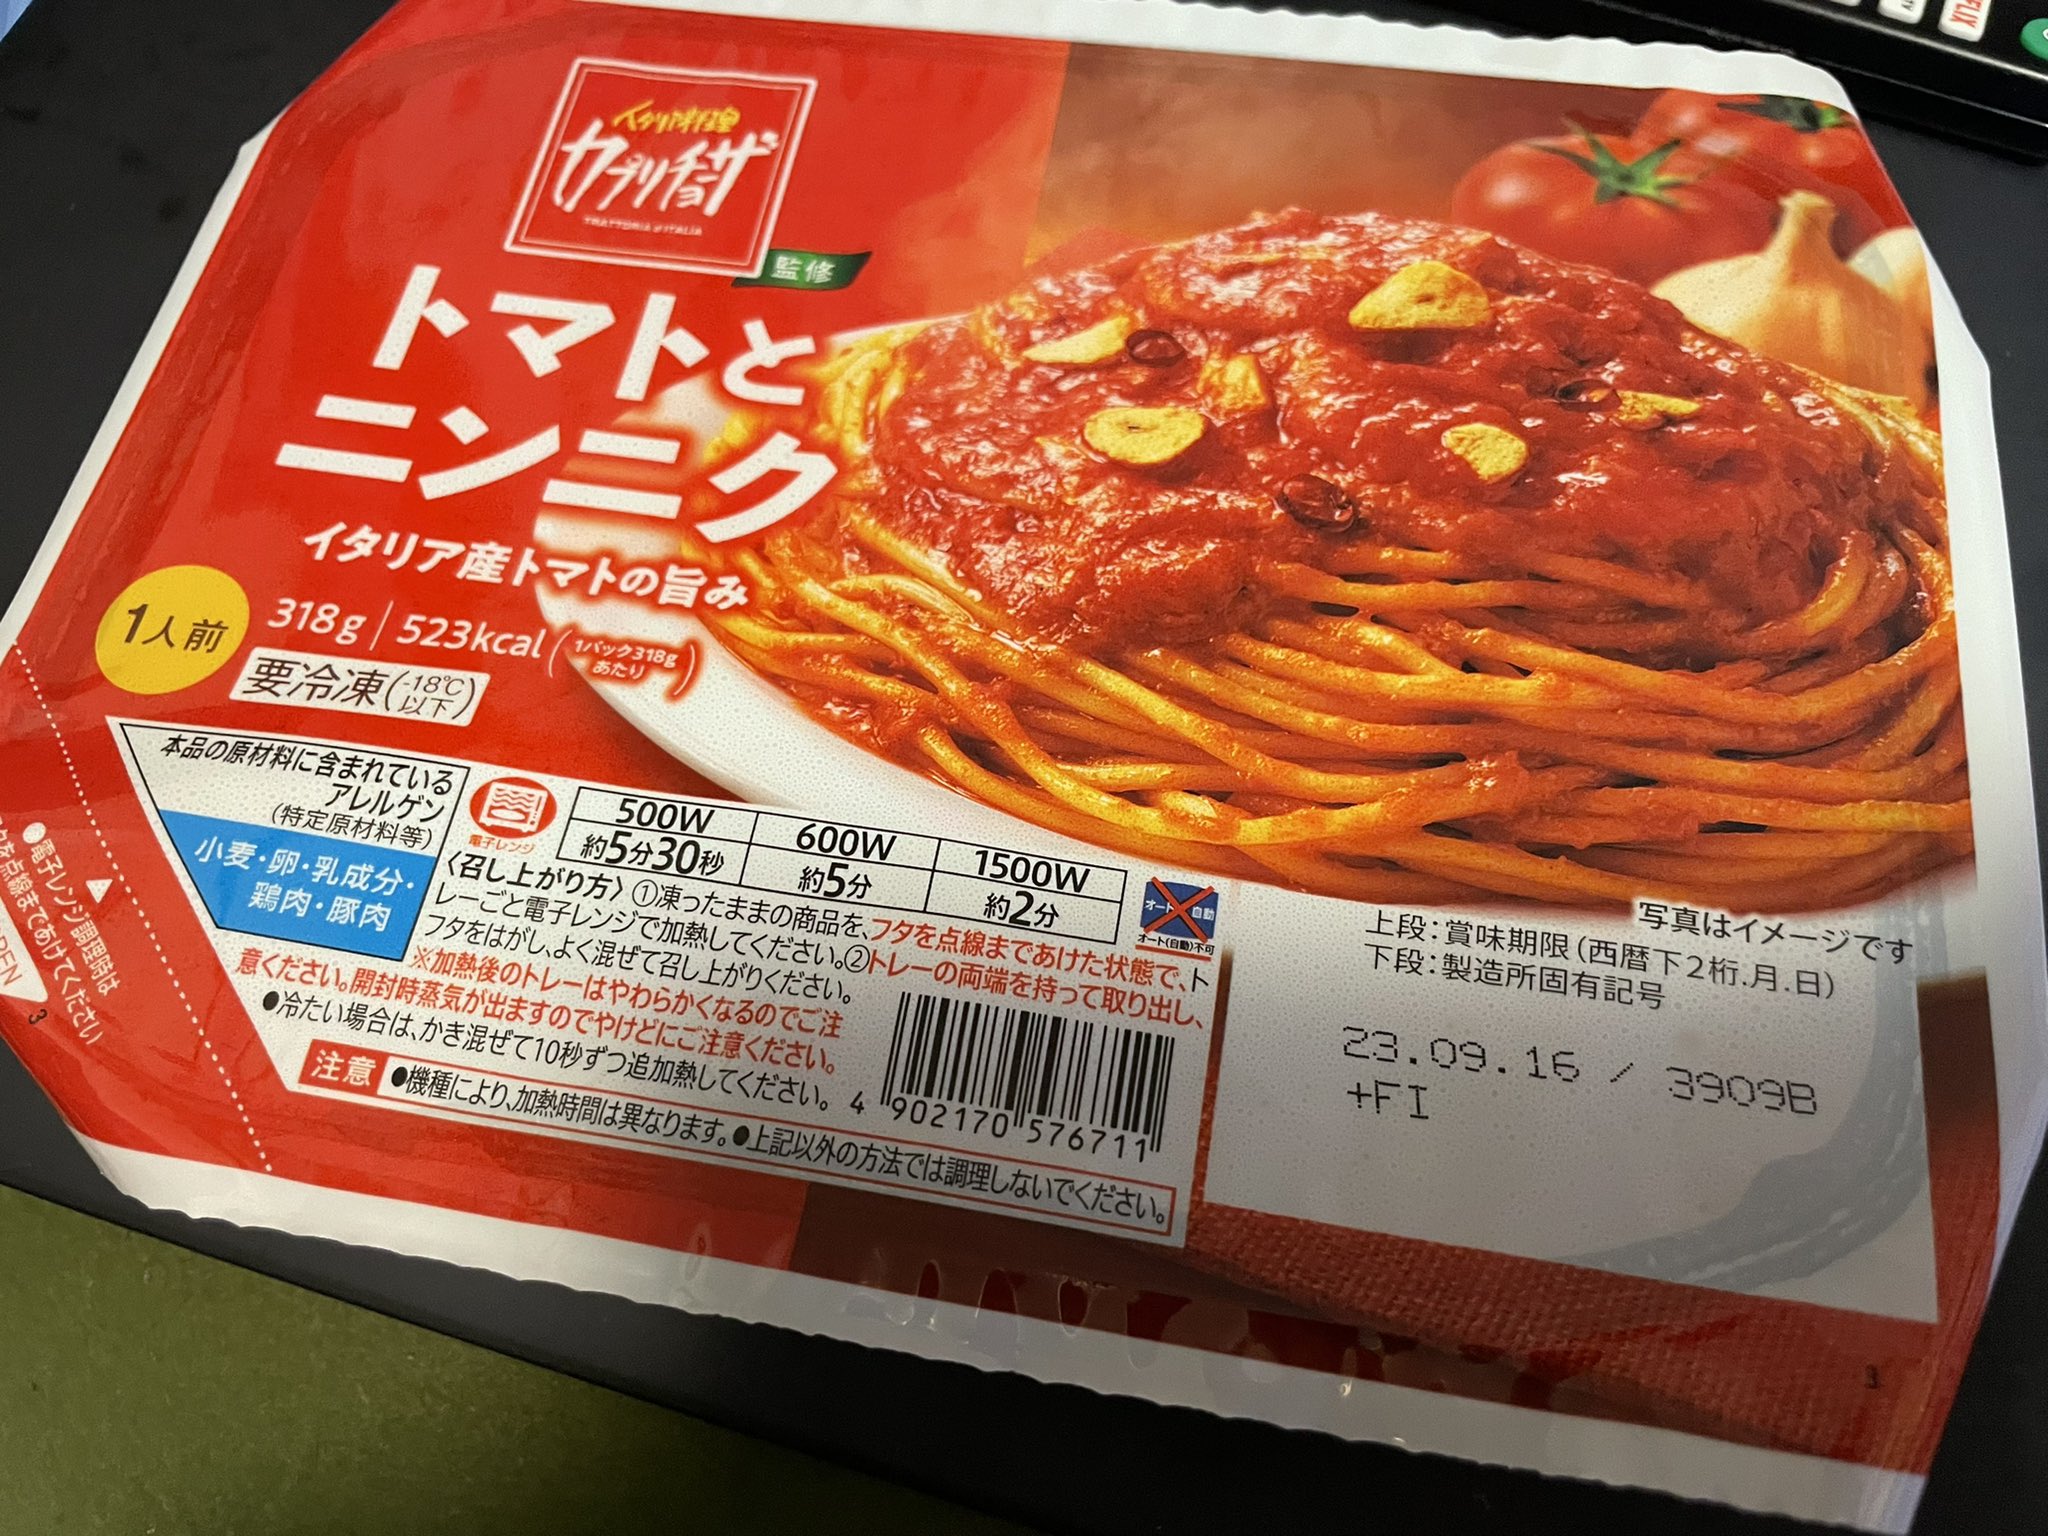 イタリア料理
カプリチョーザ
TRATTORIA D'ITALIA
監修
トマトと
ニンニク
イタリア産トマトの旨み
1人前
318g | 523kcal (1パック318gあたり)
要冷凍(-18℃以下)
本品の原材料に含まれている
アレルゲン
(特定原材料等)
小麦・卵・乳成分・
鶏肉・豚肉
電子レンジ
500W 600W 1500W
約5分30秒 約5分 約2分
オート 自動
オート(自動)不可
〈召し上がり方〉①凍ったままの商品を、フタを点線まであけた状態で、ト
レーごと電子レンジで加熱してください。②トレーの両端を持って取り出し、
フタをはがし、よく混ぜて召し上がりください。
※加熱後のトレーはやわらかくなるのでご注
意ください。開封時蒸気が出ますのでやけどにご注意ください。
●冷たい場合は、かき混ぜて10秒ずつ追加熱してください。
注意 ●機種により、加熱時間は異なります。●上記以外の方法では調理しないでください。
4 902170 576711
写真はイメージです
上段:賞味期限(西暦下2桁.月.日)
下段:製造所固有記号
23.09.16 / 3909B
+FI
●電子レンジ調理時は
点線まであけてください
3
1